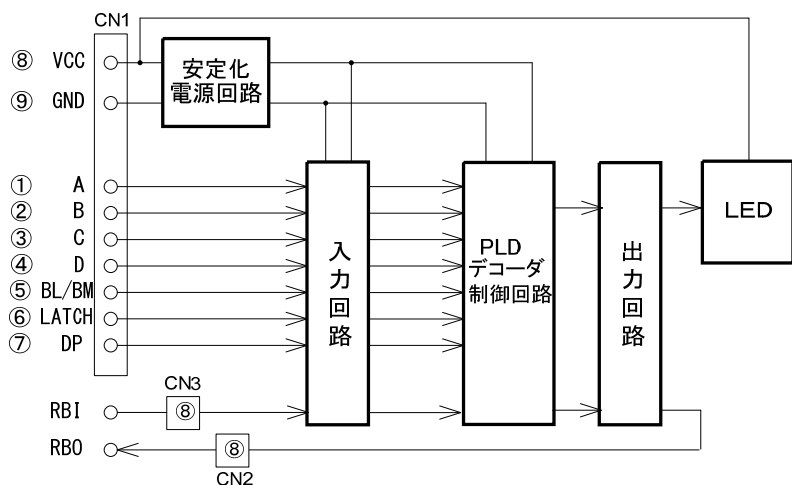 CN1
⑧ VCC
⑨ GND
安定化
電源回路
① A
② B
③ C
④ D
⑤ BL/BM
⑥ LATCH
⑦ DP
入力回路
PLD
デコーダ
制御回路
出力回路
LED
CN3
RBI
⑧
RBO
⑧
CN2